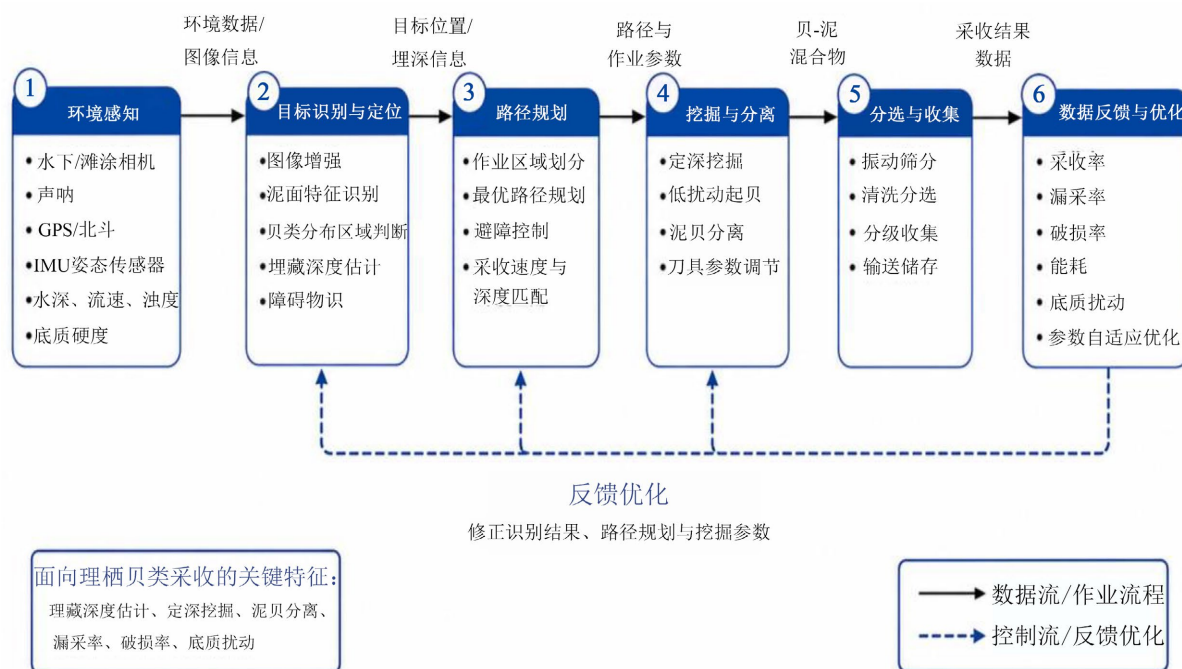 环境数据/
图像信息
目标位置/
埋深信息
路径与
作业参数
贝-泥
混合物
采收结果
数据
1
环境感知
•水下/滩涂相机
•声呐
•GPS/北斗
•IMU姿态传感器
•水深、流速、浊度
•底质硬度
2
目标识别与定位
•图像增强
•泥面特征识别
•贝类分布区域判断
•埋藏深度估计
•障碍物识
3
路径规划
•作业区域划分
•最优路径规划
•避障控制
•采收速度与
深度匹配
4
挖掘与分离
•定深挖掘
•低扰动起贝
•泥贝分离
•刀具参数调节
5
分选与收集
•振动筛分
•清洗分选
•分级收集
•输送储存
6
数据反馈与优化
•采收率
•漏采率
•破损率
•能耗
•底质扰动
•参数自适应优化
反馈优化
修正识别结果、路径规划与挖掘参数
面向理栖贝类采收的关键特征：
理藏深度估计、定深挖掘、泥贝分离、
漏采率、破损率、底质扰动
数据流/作业流程
控制流/反馈优化